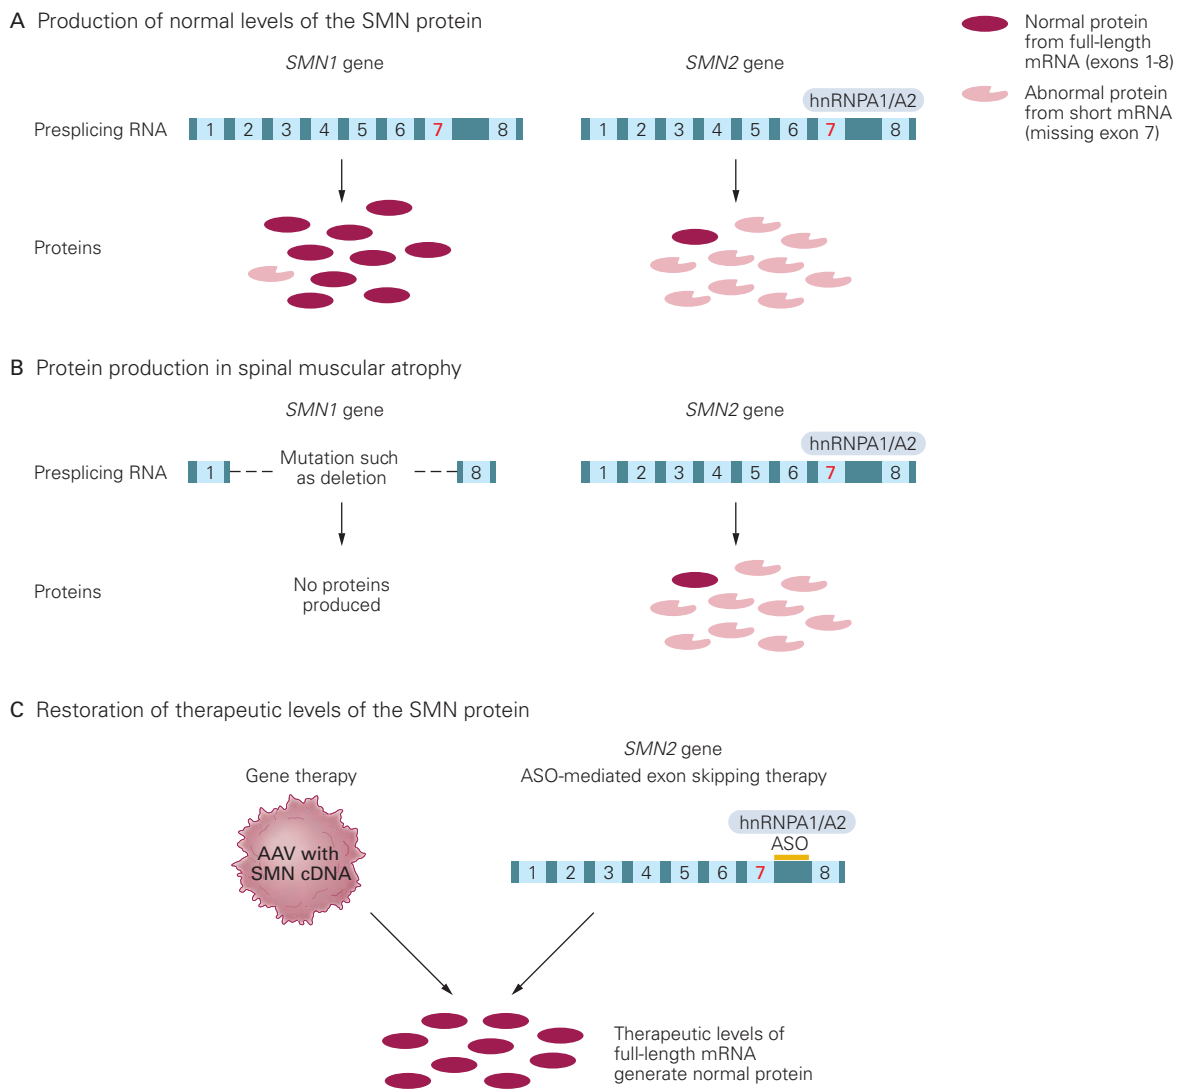 A Production of normal levels of the SMN protein
Normal protein
from full-length
mRNA (exons 1-8)
Abnormal protein
from short mRNA
(missing exon 7)
SMN1 gene
SMN2 gene
hnRNPA1/A2
Presplicing RNA
1 2 3 4 5 6 7 8
1 2 3 4 5 6 7 8
Proteins
B Protein production in spinal muscular atrophy
SMN1 gene
SMN2 gene
hnRNPA1/A2
Presplicing RNA
1
Mutation such
as deletion
8
1 2 3 4 5 6 7 8
Proteins
No proteins
produced
C Restoration of therapeutic levels of the SMN protein
Gene therapy
SMN2 gene
ASO-mediated exon skipping therapy
AAV with
SMN cDNA
hnRNPA1/A2
ASO
1 2 3 4 5 6 7 8
Therapeutic levels of
full-length mRNA
generate normal protein